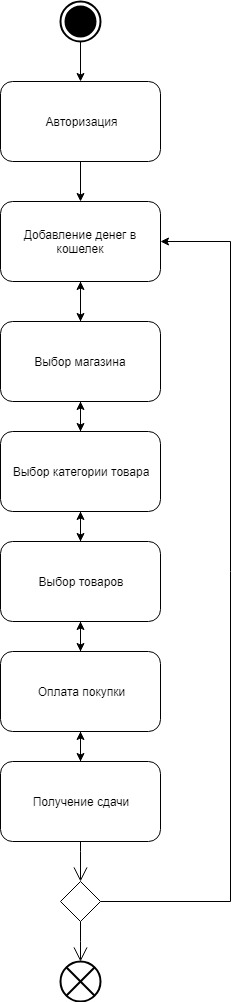 Авторизация
Добавление денег в
кошелек
Выбор магазина
Выбор категории товара
Выбор товаров
Оплата покупки
Получение сдачи